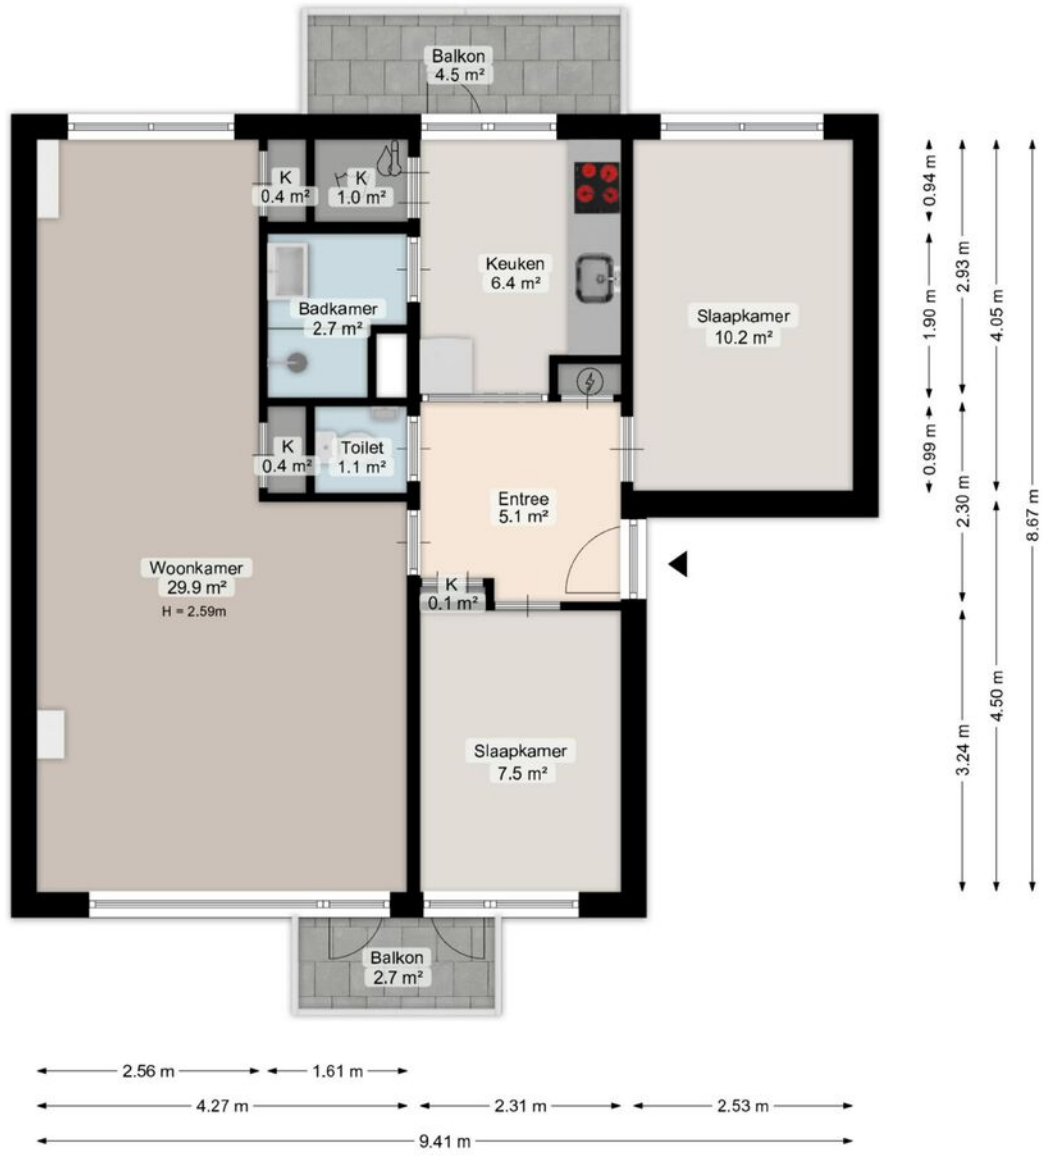 Balkon
4.5 m²
K
0.4 m²
K
1.0 m²
Keuken
6.4 m²
Badkamer
2.7 m²
Slaapkamer
10.2 m²
K
0.4 m²
Toilet
1.1 m²
Entree
5.1 m²
Woonkamer
29.9 m²
H = 2.59m
K
0.1 m²
Slaapkamer
7.5 m²
Balkon
2.7 m²
0.94 m
1.90 m
0.99 m
2.93 m
2.30 m
3.24 m
4.05 m
4.50 m
8.67 m
2.56 m
1.61 m
4.27 m
2.31 m
2.53 m
9.41 m